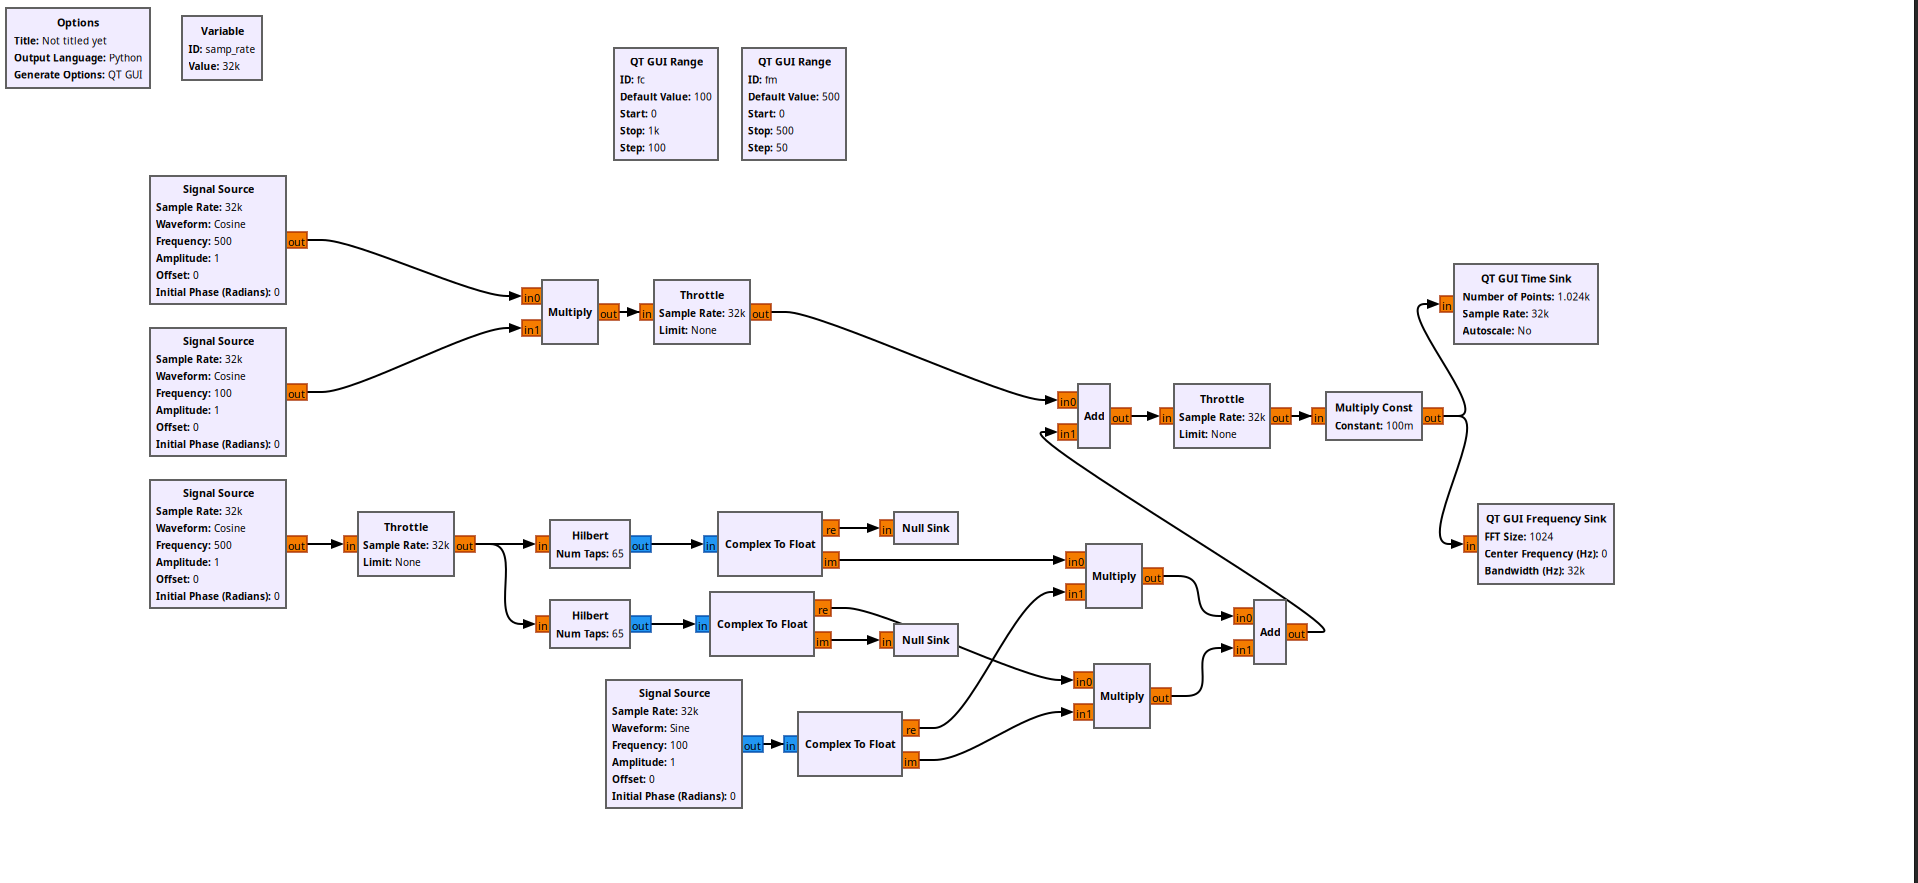 Options
Title: Not titled yet
Output Language: Python
Generate Options: QT GUI
Variable
ID: samp_rate
Value: 32k
QT GUI Range
ID: fc
Default Value: 100
Start: 0
Stop: 1k
Step: 100
QT GUI Range
ID: fm
Default Value: 500
Start: 0
Stop: 500
Step: 50
Signal Source
Sample Rate: 32k
Waveform: Cosine
Frequency: 500
Amplitude: 1
Offset: 0
Initial Phase (Radians): 0
out
in0
in1
Multiply
out
in
Throttle
Sample Rate: 32k
Limit: None
out
Signal Source
Sample Rate: 32k
Waveform: Cosine
Frequency: 100
Amplitude: 1
Offset: 0
Initial Phase (Radians): 0
out
in0
in1
Add
out
in
Throttle
Sample Rate: 32k
Limit: None
out
in
Multiply Const
Constant: 100m
out
in
QT GUI Time Sink
Number of Points: 1.024k
Sample Rate: 32k
Autoscale: No
in
QT GUI Frequency Sink
FFT Size: 1024
Center Frequency (Hz): 0
Bandwidth (Hz): 32k
Signal Source
Sample Rate: 32k
Waveform: Cosine
Frequency: 500
Amplitude: 1
Offset: 0
Initial Phase (Radians): 0
out
in
Throttle
Sample Rate: 32k
Limit: None
out
in
Hilbert
Num Taps: 65
out
in
Complex To Float
re
im
in
Null Sink
in
Hilbert
Num Taps: 65
out
in
Complex To Float
re
im
in
Null Sink
in0
in1
Multiply
out
in0
in1
Multiply
out
in0
in1
Add
out
Signal Source
Sample Rate: 32k
Waveform: Sine
Frequency: 100
Amplitude: 1
Offset: 0
Initial Phase (Radians): 0
out
in
Complex To Float
re
im